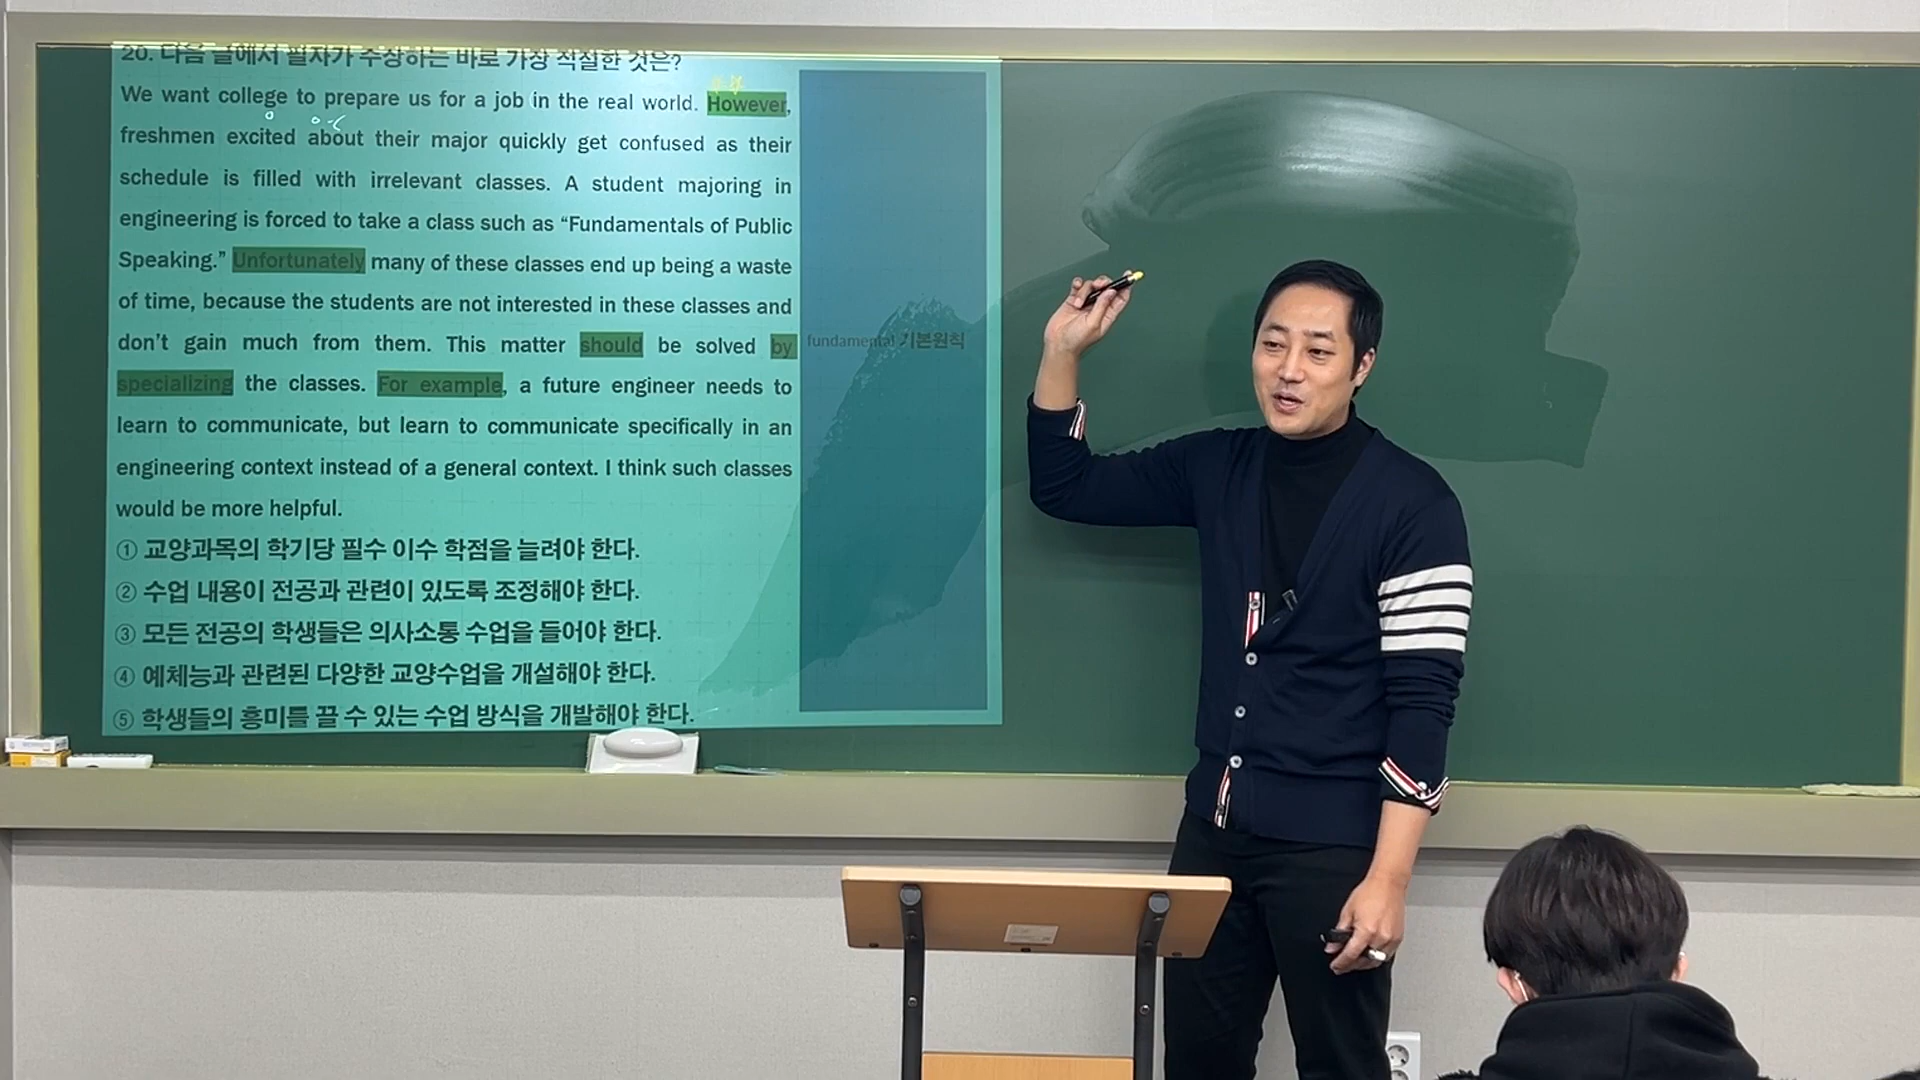 20. 다음 글에서 필자가 주장하는 바로 가장 적절한 것은?
We want college to prepare us for a job in the real world. However,
freshmen excited about their major quickly get confused as their
schedule is filled with irrelevant classes. A student majoring in
engineering is forced to take a class such as “Fundamentals of Public
Speaking.” Unfortunately many of these classes end up being a waste
of time, because the students are not interested in these classes and
don’t gain much from them. This matter should be solved by
specializing the classes. For example, a future engineer needs to
learn to communicate, but learn to communicate specifically in an
engineering context instead of a general context. I think such classes
would be more helpful.
① 교양과목의 학기당 필수 이수 학점을 늘려야 한다.
② 수업 내용이 전공과 관련이 있도록 조정해야 한다.
③ 모든 전공의 학생들은 의사소통 수업을 들어야 한다.
④ 예체능과 관련된 다양한 교양수업을 개설해야 한다.
⑤ 학생들의 흥미를 끌 수 있는 수업 방식을 개발해야 한다.
fundamental 기본원칙